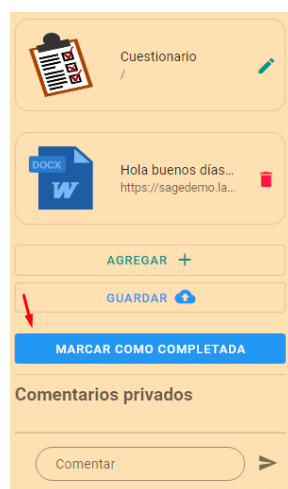 Cuestionario
/
DOCX
W
Hola buenos días...
https://sagedemo.la...
AGREGAR +
GUARDAR
MARCAR COMO COMPLETADA
Comentarios privados
Comentar